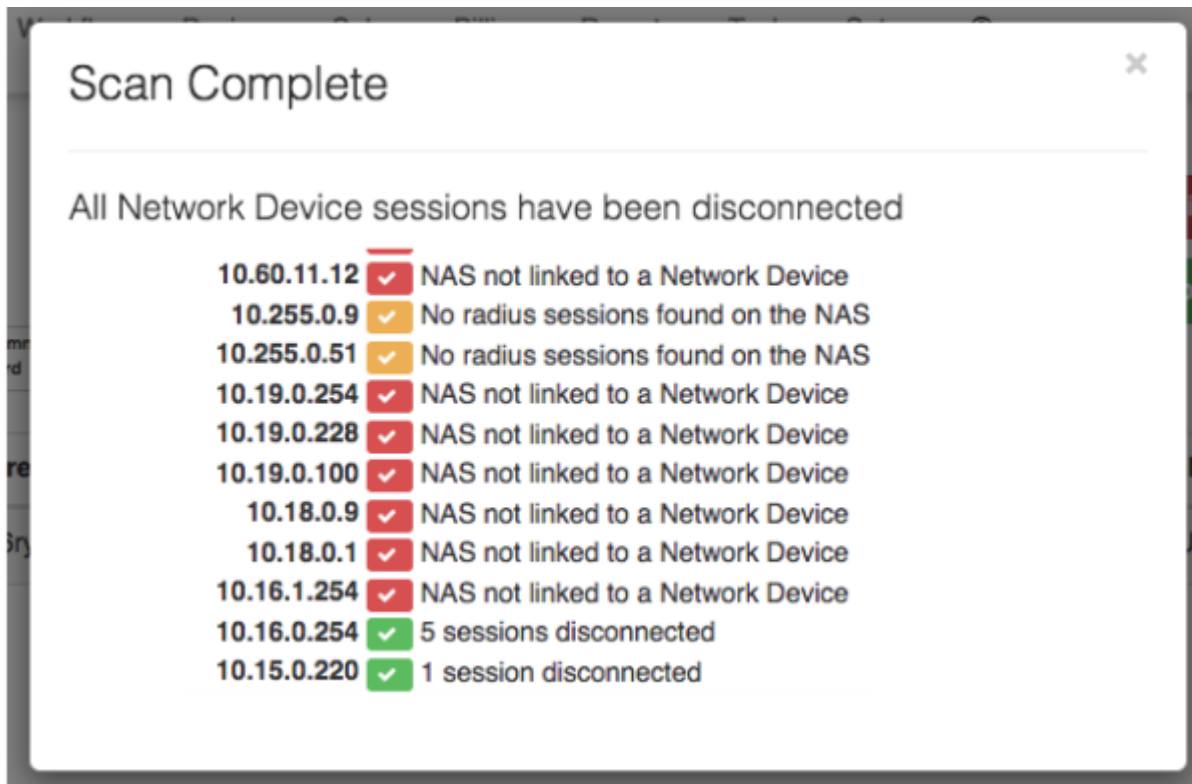 Scan Complete
×
All Network Device sessions have been disconnected
10.60.11.12 NAS not linked to a Network Device
10.255.0.9 No radius sessions found on the NAS
10.255.0.51 No radius sessions found on the NAS
10.19.0.254 NAS not linked to a Network Device
10.19.0.228 NAS not linked to a Network Device
10.19.0.100 NAS not linked to a Network Device
10.18.0.9 NAS not linked to a Network Device
10.18.0.1 NAS not linked to a Network Device
10.16.1.254 NAS not linked to a Network Device
10.16.0.254 5 sessions disconnected
10.15.0.220 1 session disconnected